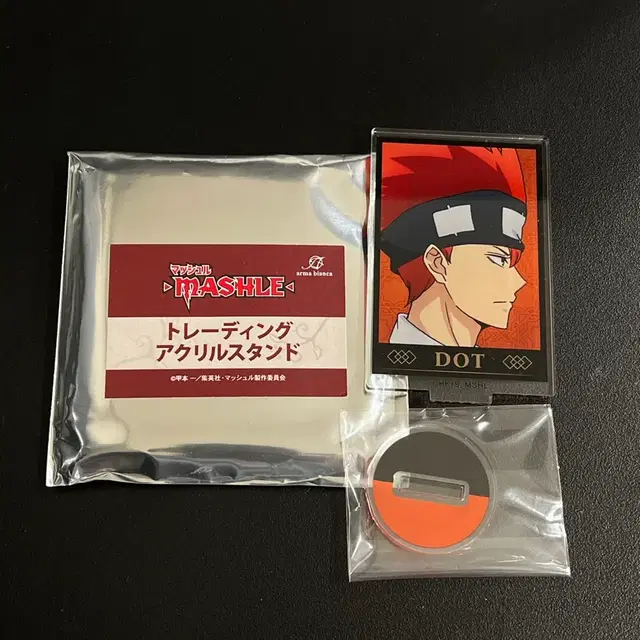 マッシュル
MASHLE
arma bianca
トレーディング
アクリルスタンド
©甲本 一／集英社・マッシュル製作委員会
DOT